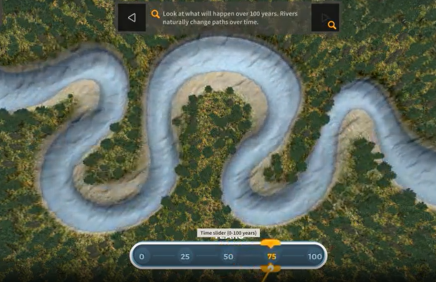 Look at what will happen over 100 years. Rivers
naturally change paths over time.
Time slider (0-100 years)
0 25 50 75 100